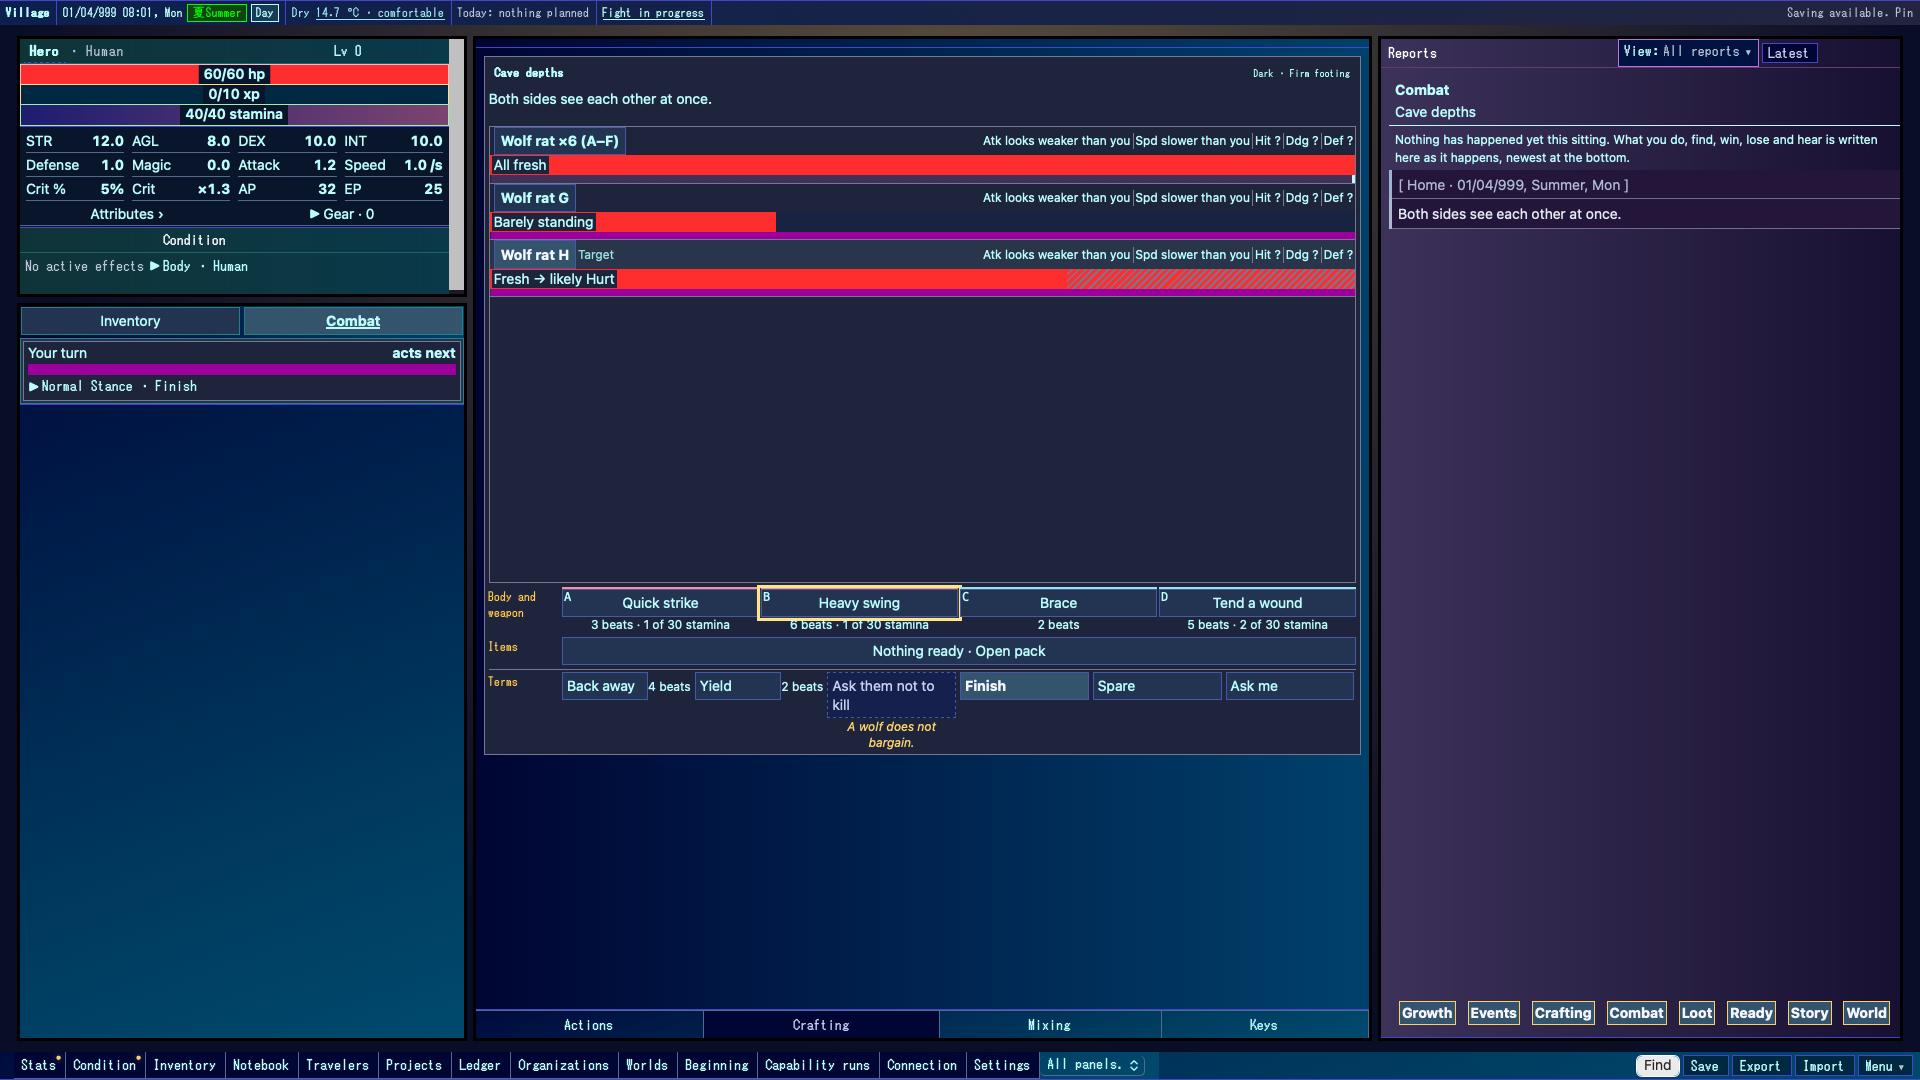 Village 01/04/999 08:01, Mon 夏Summer Day Dry 14.7 °C · comfortable Today: nothing planned Fight in progress Saving available. Pin
Hero · Human Lv 0
60/60 hp
0/10 xp
40/40 stamina
STR 12.0 AGL 8.0 DEX 10.0 INT 10.0
Defense 1.0 Magic 0.0 Attack 1.2 Speed 1.0 /s
Crit % 5% Crit ×1.3 AP 32 EP 25
Attributes › ▶ Gear · 0
Condition
No active effects ▶Body · Human
Inventory Combat
Your turn acts next
▶Normal Stance · Finish
Cave depths Dark · Firm footing
Both sides see each other at once.
Wolf rat ×6 (A–F) Atk looks weaker than you Spd slower than you Hit ? Ddg ? Def ?
All fresh
Wolf rat G Atk looks weaker than you Spd slower than you Hit ? Ddg ? Def ?
Barely standing
Wolf rat H Target Atk looks weaker than you Spd slower than you Hit ? Ddg ? Def ?
Fresh → likely Hurt
Body and weapon
A Quick strike B Heavy swing C Brace D Tend a wound
3 beats · 1 of 30 stamina 6 beats · 1 of 30 stamina 2 beats 5 beats · 2 of 30 stamina
Items Nothing ready · Open pack
Terms Back away 4 beats Yield 2 beats Ask them not to kill Finish Spare Ask me
A wolf does not
bargain.
Actions Crafting Mixing Keys
Reports View: All reports ▾ Latest
Combat
Cave depths
Nothing has happened yet this sitting. What you do, find, win, lose and hear is written
here as it happens, newest at the bottom.
[ Home · 01/04/999, Summer, Mon ]
Both sides see each other at once.
Growth Events Crafting Combat Loot Ready Story World
Stats Condition Inventory Notebook Travelers Projects Ledger Organizations Worlds Beginning Capability runs Connection Settings All panels. Find Save Export Import Menu ▾